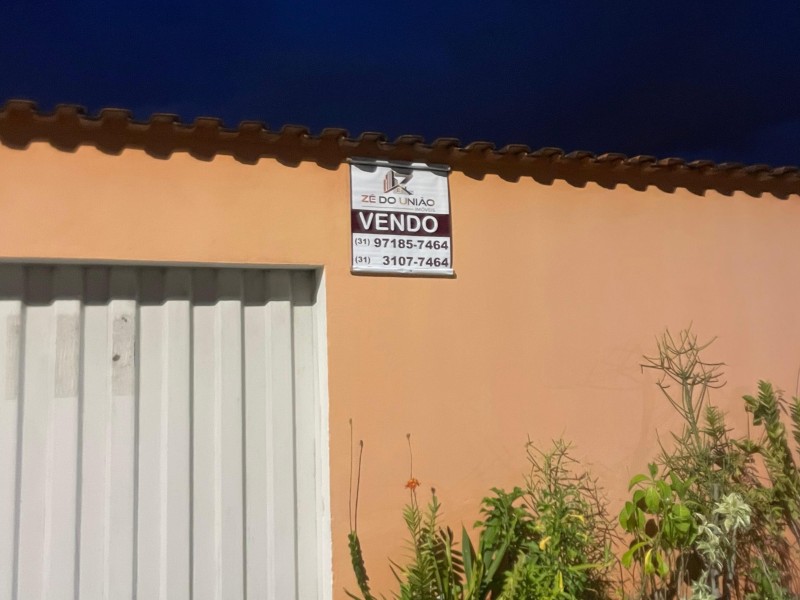 ZÉ DO UNIÃO
VENDO
(31) 97185-7464
(31) 3107-7464